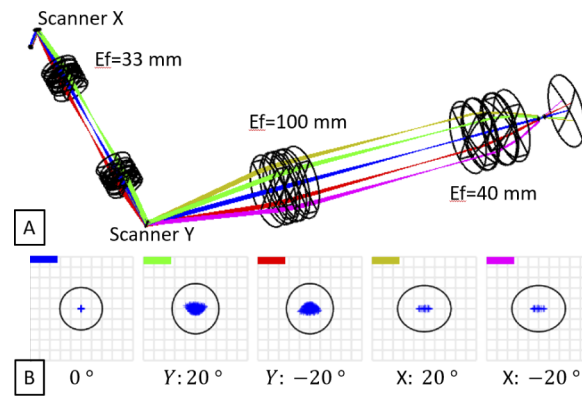 Scanner X
Ef=33 mm
Ef=100 mm
Ef=40 mm
A
Scanner Y
B
0 °
Y: 20 °
Y: −20 °
X: 20 °
X: −20 °